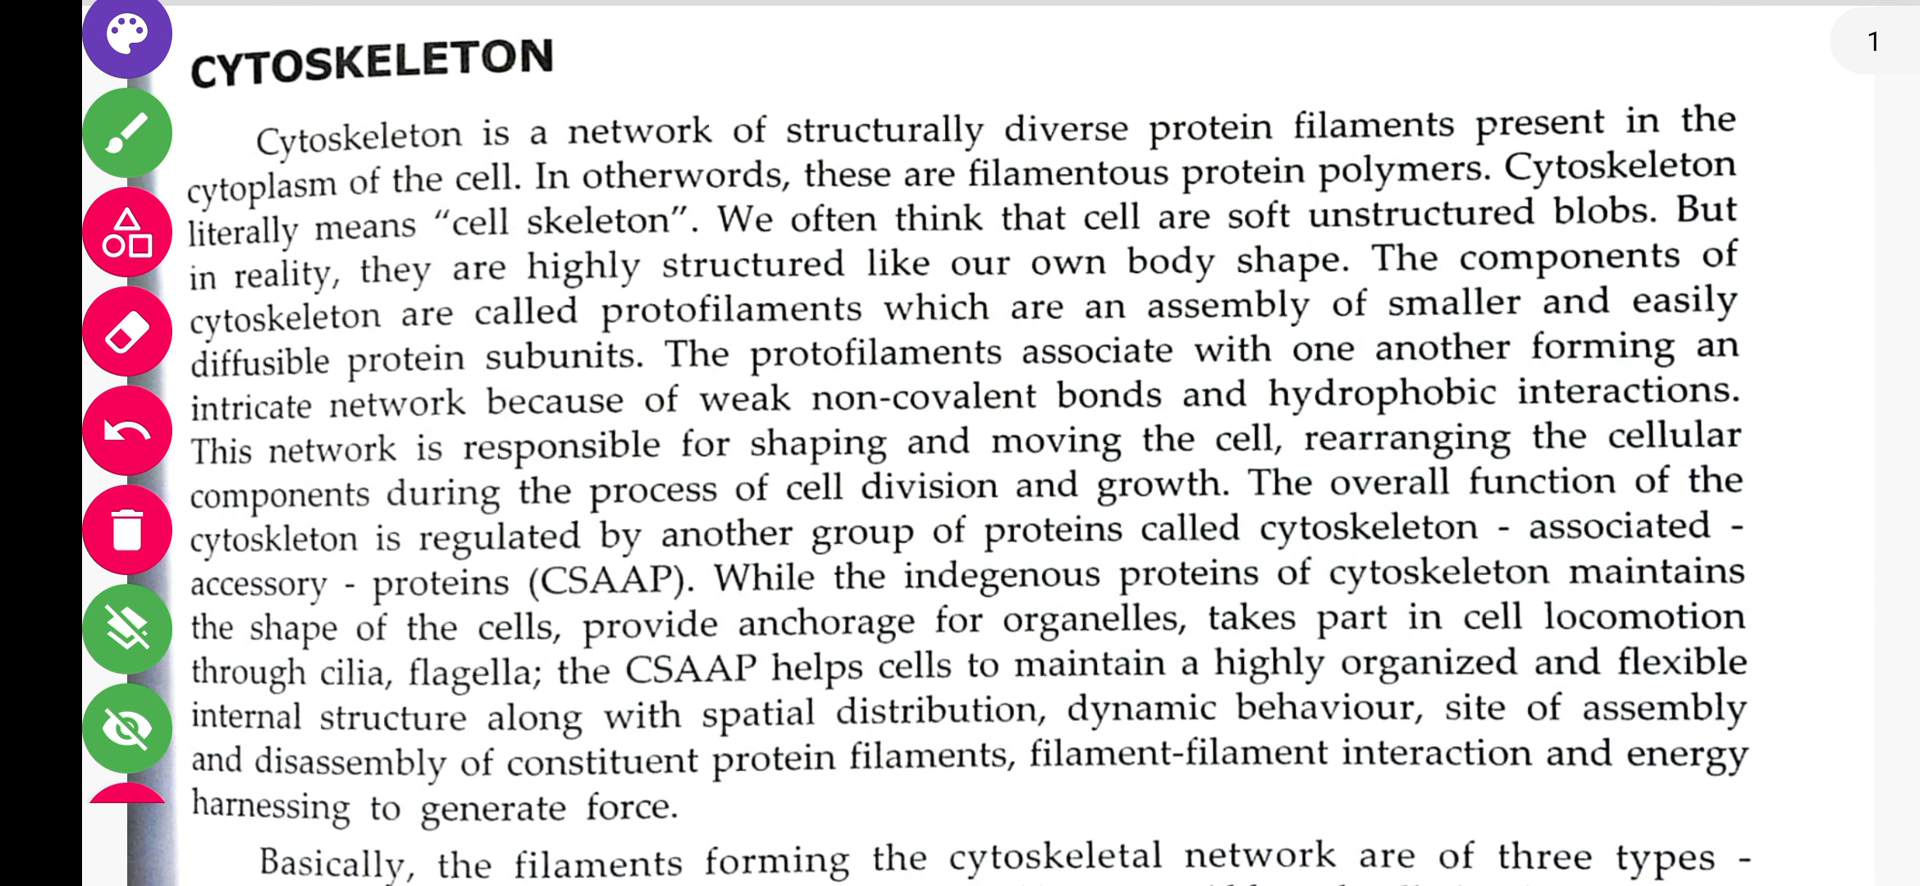 1
CYTOSKELETON
Cytoskeleton is a network of structurally diverse protein filaments present in the
cytoplasm of the cell. In otherwords, these are filamentous protein polymers. Cytoskeleton
literally means “cell skeleton”. We often think that cell are soft unstructured blobs. But
in reality, they are highly structured like our own body shape. The components of
cytoskeleton are called protofilaments which are an assembly of smaller and easily
diffusible protein subunits. The protofilaments associate with one another forming an
intricate network because of weak non-covalent bonds and hydrophobic interactions.
This network is responsible for shaping and moving the cell, rearranging the cellular
components during the process of cell division and growth. The overall function of the
cytoskleton is regulated by another group of proteins called cytoskeleton - associated -
accessory - proteins (CSAAP). While the indegenous proteins of cytoskeleton maintains
the shape of the cells, provide anchorage for organelles, takes part in cell locomotion
through cilia, flagella; the CSAAP helps cells to maintain a highly organized and flexible
internal structure along with spatial distribution, dynamic behaviour, site of assembly
and disassembly of constituent protein filaments, filament-filament interaction and energy
harnessing to generate force.
Basically, the filaments forming the cytoskeletal network are of three types -